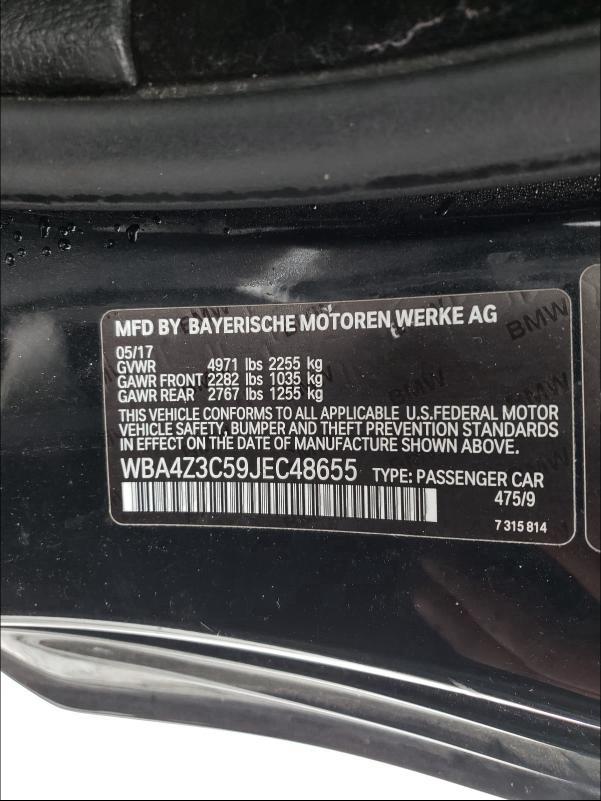 MFD BY BAYERISCHE MOTOREN WERKE AG
05/17
GVWR 4971 lbs 2255 kg
GAWR FRONT 2282 lbs 1035 kg
GAWR REAR 2767 lbs 1255 kg
THIS VEHICLE CONFORMS TO ALL APPLICABLE U.S.FEDERAL MOTOR
VEHICLE SAFETY, BUMPER AND THEFT PREVENTION STANDARDS
IN EFFECT ON THE DATE OF MANUFACTURE SHOWN ABOVE.
WBA4Z3C59JEC48655 TYPE: PASSENGER CAR
475/9
7 315 814
BMW
BMW